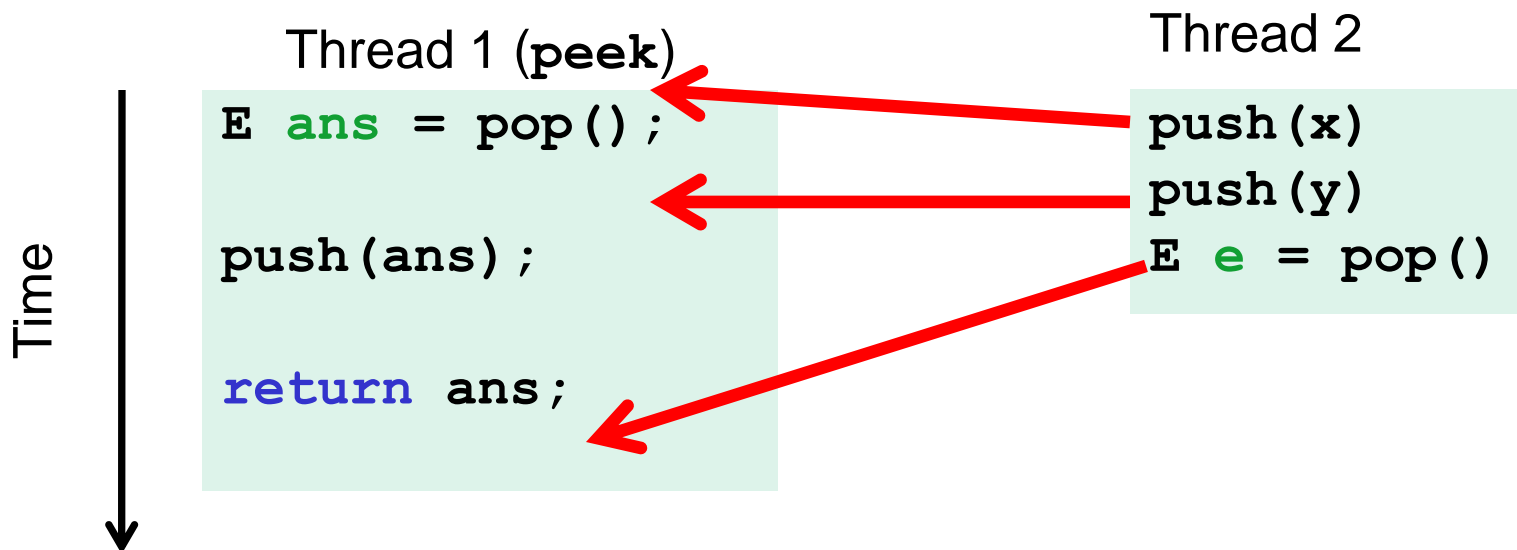 Thread 1 (peek)
E ans = pop();
push(ans);
return ans;
Thread 2
push(x)
push(y)
E e = pop()
Time